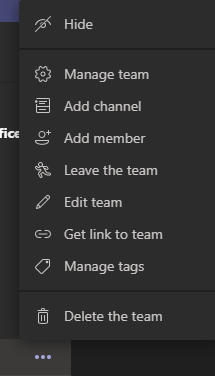 Hide
Manage team
Add channel
Add member
Leave the team
Edit team
Get link to team
Manage tags
Delete the team